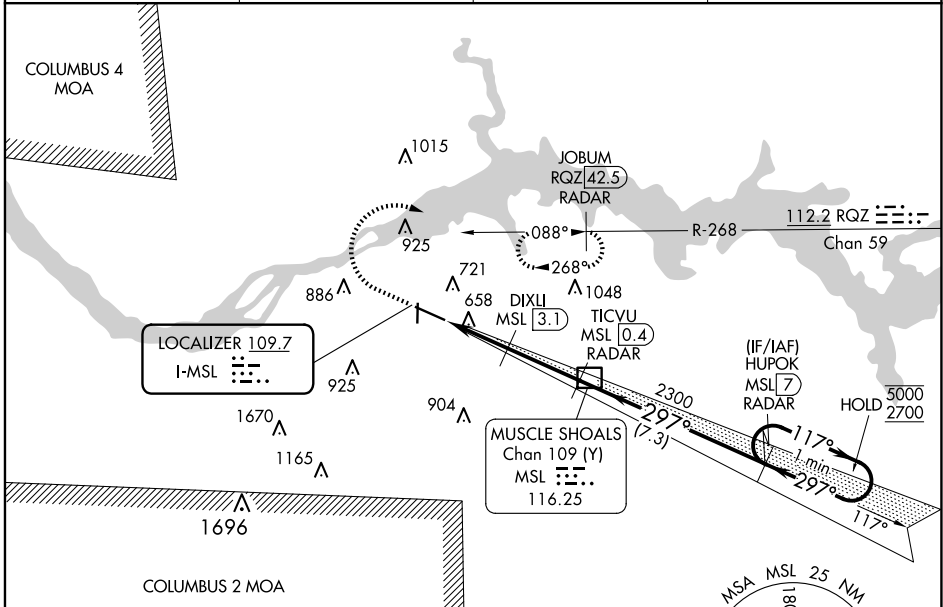 COLUMBUS 4
MOA
1015
JOBUM
RQZ 42.5
RADAR
112.2 RQZ
Chan 59
088°
R-268
925
268°
721
886
1048
658
DIXLI
MSL 3.1
TICVU
MSL 0.4
RADAR
LOCALIZER 109.7
I-MSL
(IF/IAF)
HUPOK
MSL 7
RADAR
925
2300
HOLD 5000
2700
904
297°
(7.3)
117°
1 min
297°
117°
1670
MUSCLE SHOALS
Chan 109 (Y)
MSL
116.25
1165
1696
COLUMBUS 2 MOA
MSA MSL 25 NM